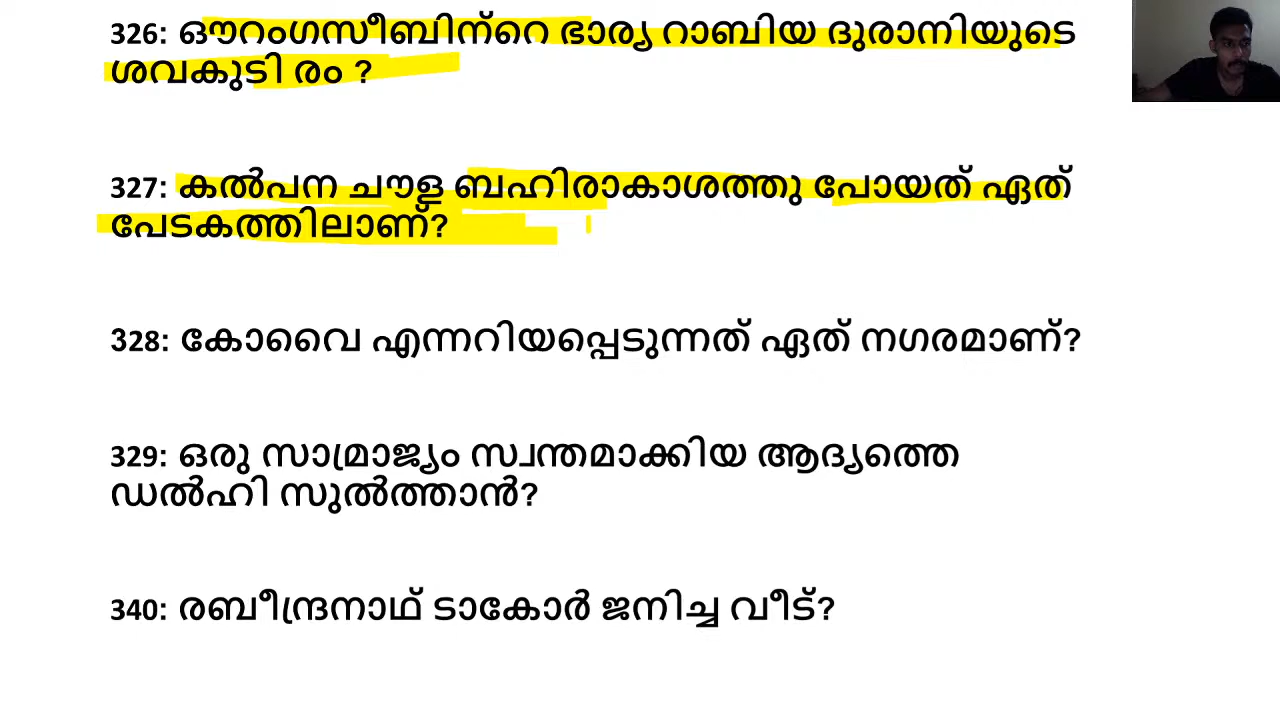 326: ഔറംഗസീബിന്റെ ഭാര്യ റാബിയ ദുരാനിയുടെ
ശവകുടി രം ?
327: കൽപന ചൗള ബഹിരാകാശത്തു പോയത് ഏത്
പേടകത്തിലാണ്?
328: കോവൈ എന്നറിയപ്പെടുന്നത് ഏത് നഗരമാണ്?
329: ഒരു സാമ്രാജ്യം സ്വന്തമാക്കിയ ആദ്യത്തെ
ഡൽഹി സുൽത്താൻ?
340: രബീന്ദ്രനാഥ് ടാകോർ ജനിച്ച വീട്?